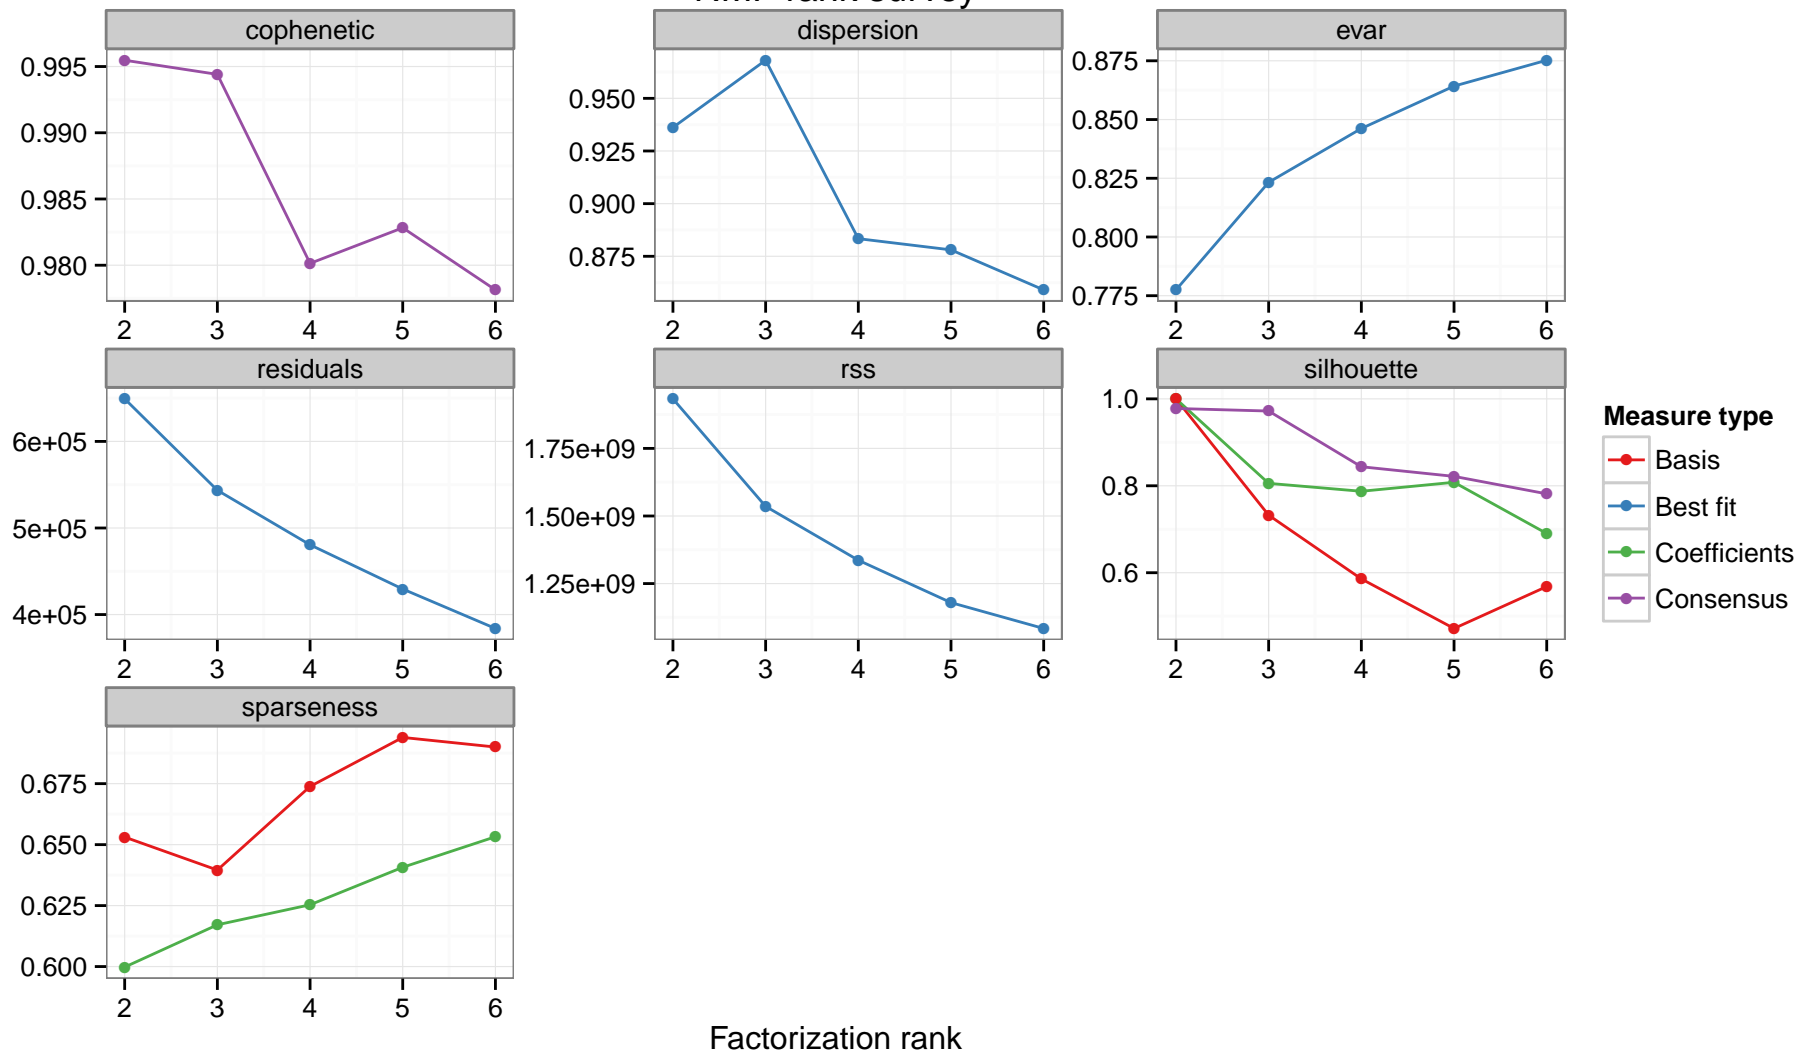 cophenetic
dispersion
evar
0.995
0.990
0.985
0.980
2 3 4 5 6
0.950
0.925
0.900
0.875
2 3 4 5 6
0.875
0.850
0.825
0.800
0.775
2 3 4 5 6
residuals
rss
silhouette
6e+05
5e+05
4e+05
2 3 4 5 6
1.75e+09
1.50e+09
1.25e+09
2 3 4 5 6
1.0
0.8
0.6
2 3 4 5 6
Measure type
Basis
Best fit
Coefficients
Consensus
sparseness
0.675
0.650
0.625
0.600
2 3 4 5 6
Factorization rank